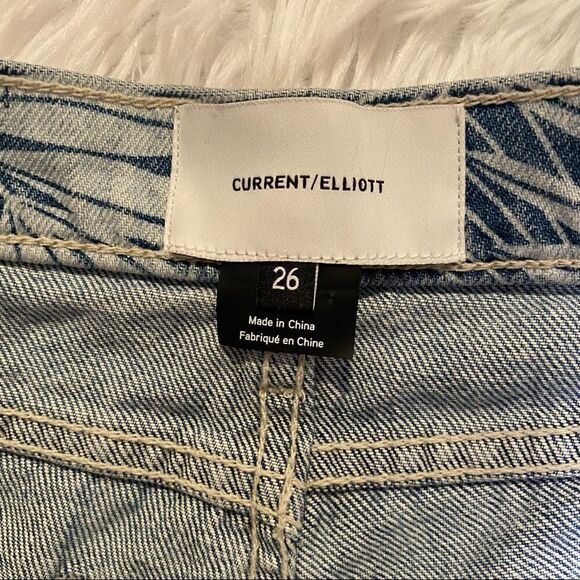 CURRENT/ELLIOTT
26
Made in China
Fabriqué en Chine